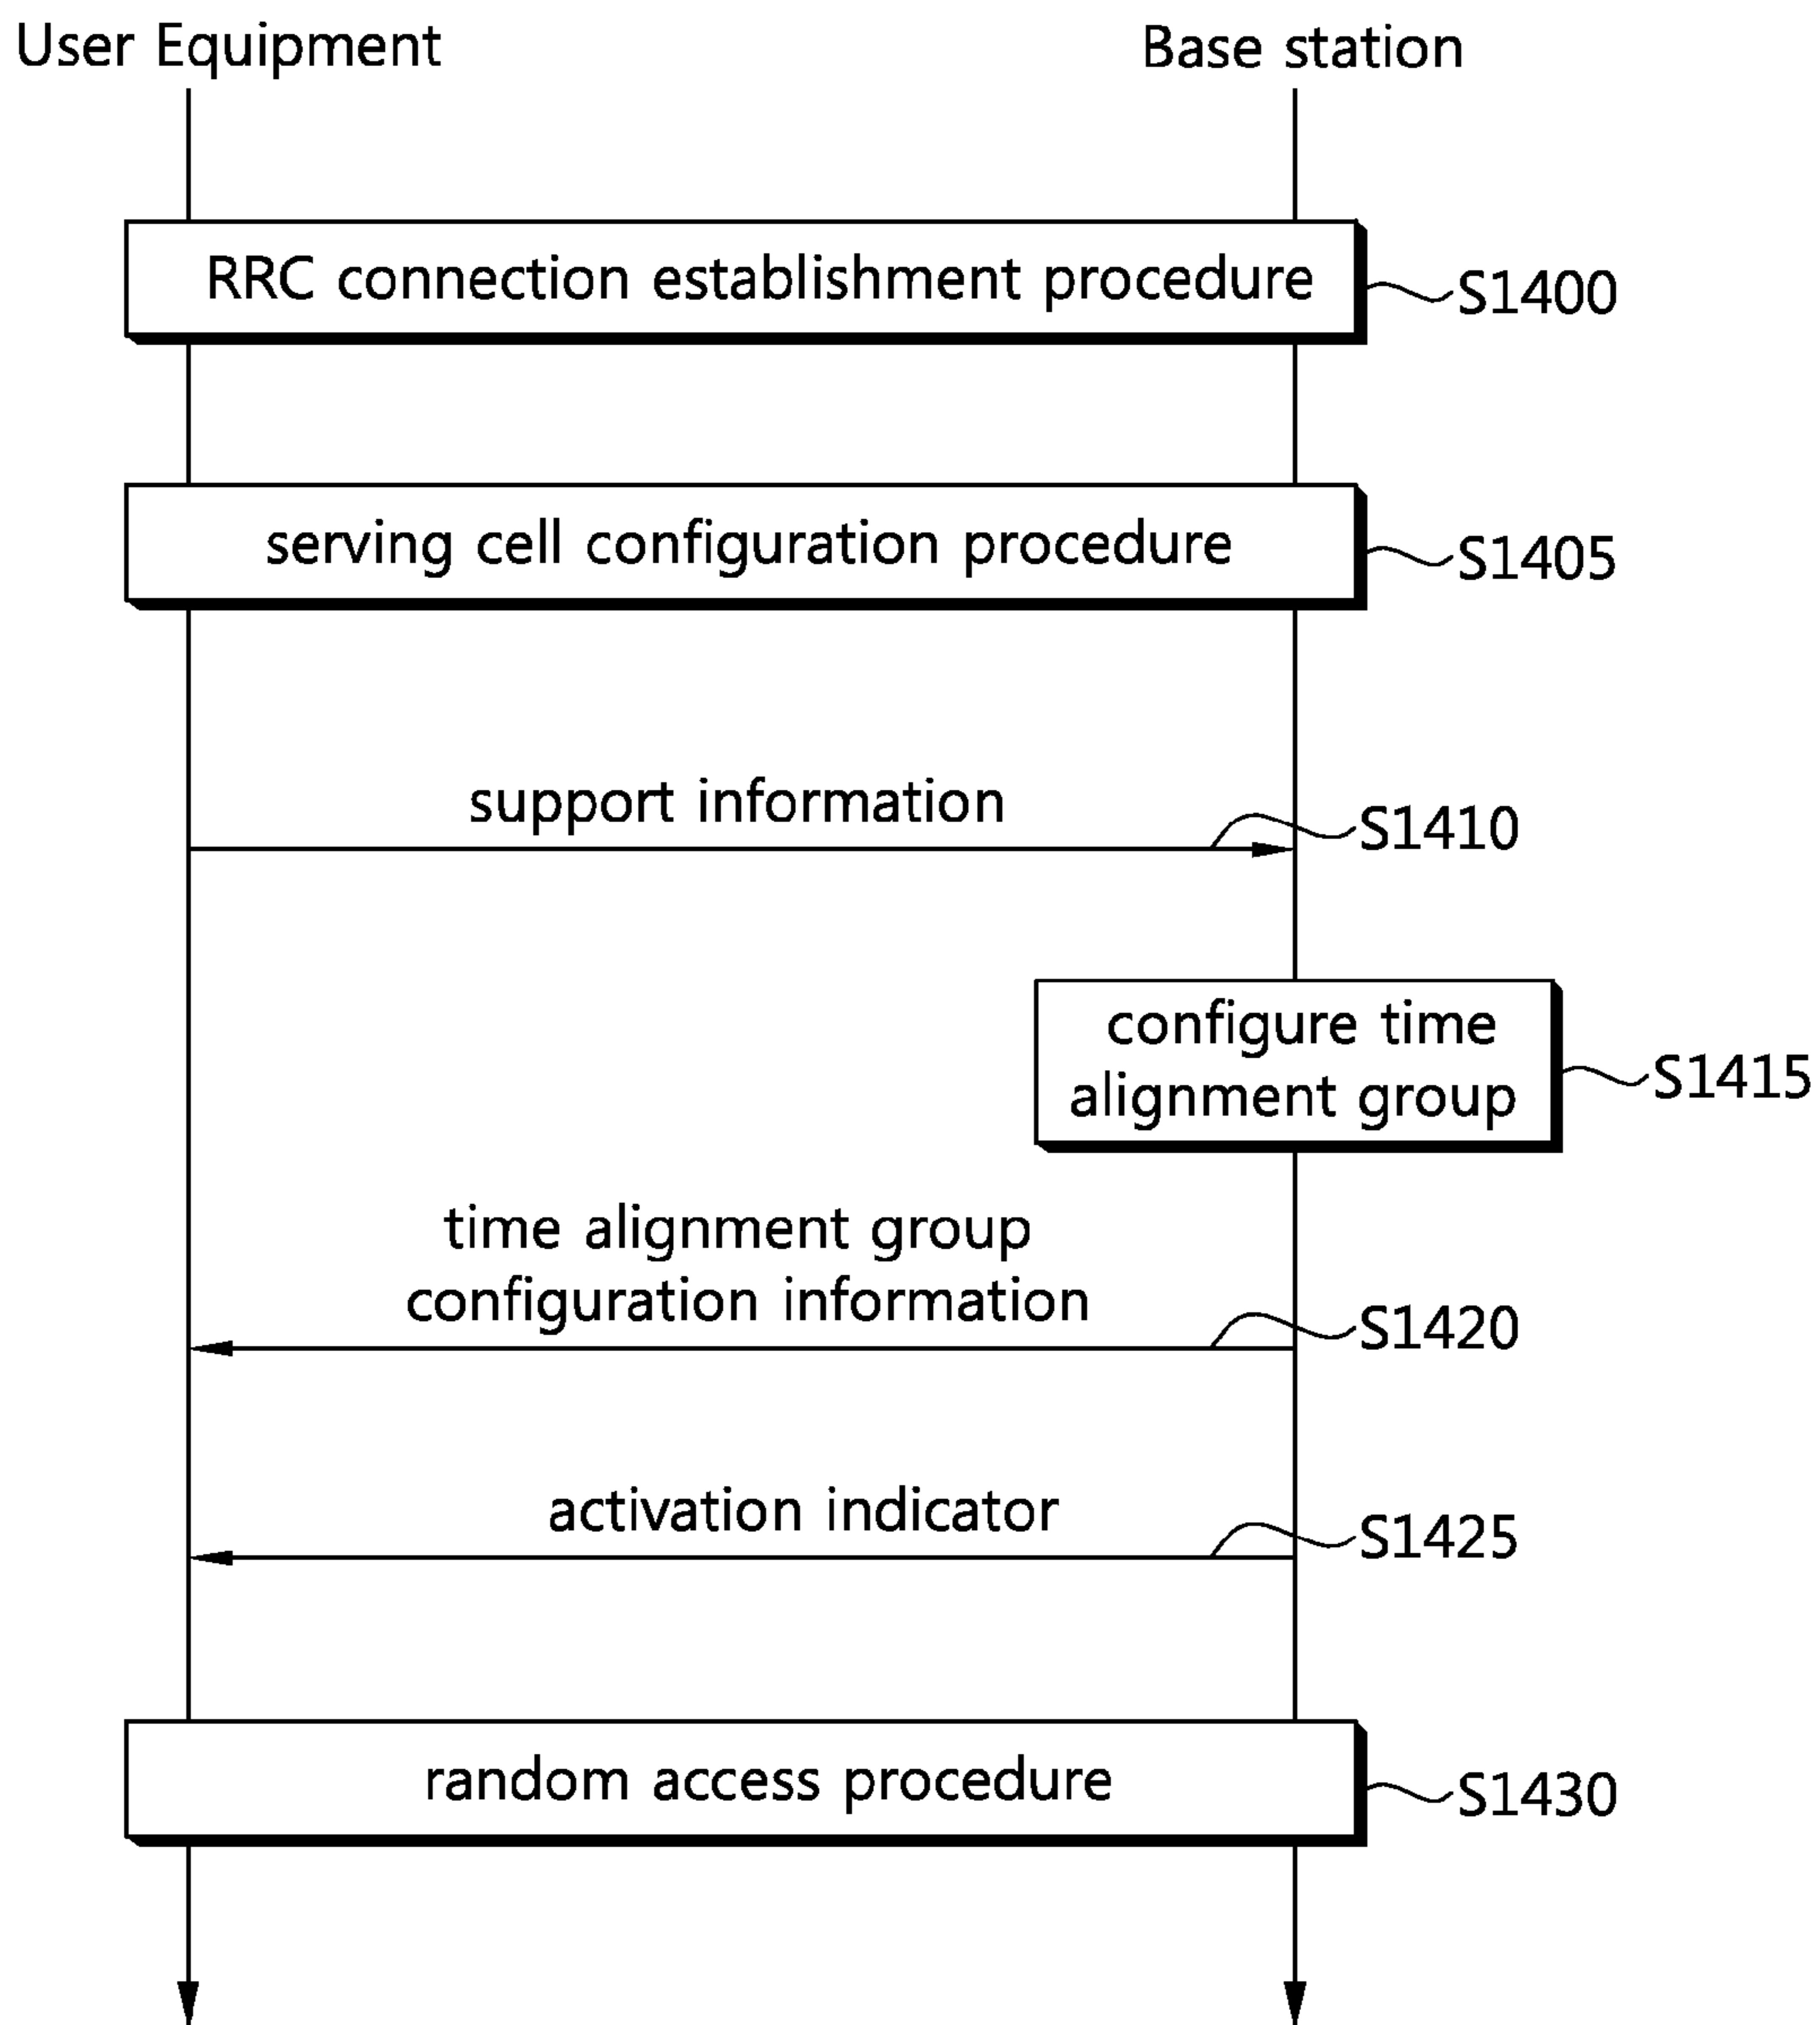 User Equipment
Base station
RRC connection establishment procedure
S1400
serving cell configuration procedure
S1405
support information
S1410
configure time
alignment group
S1415
time alignment group
configuration information
S1420
activation indicator
S1425
random access procedure
S1430